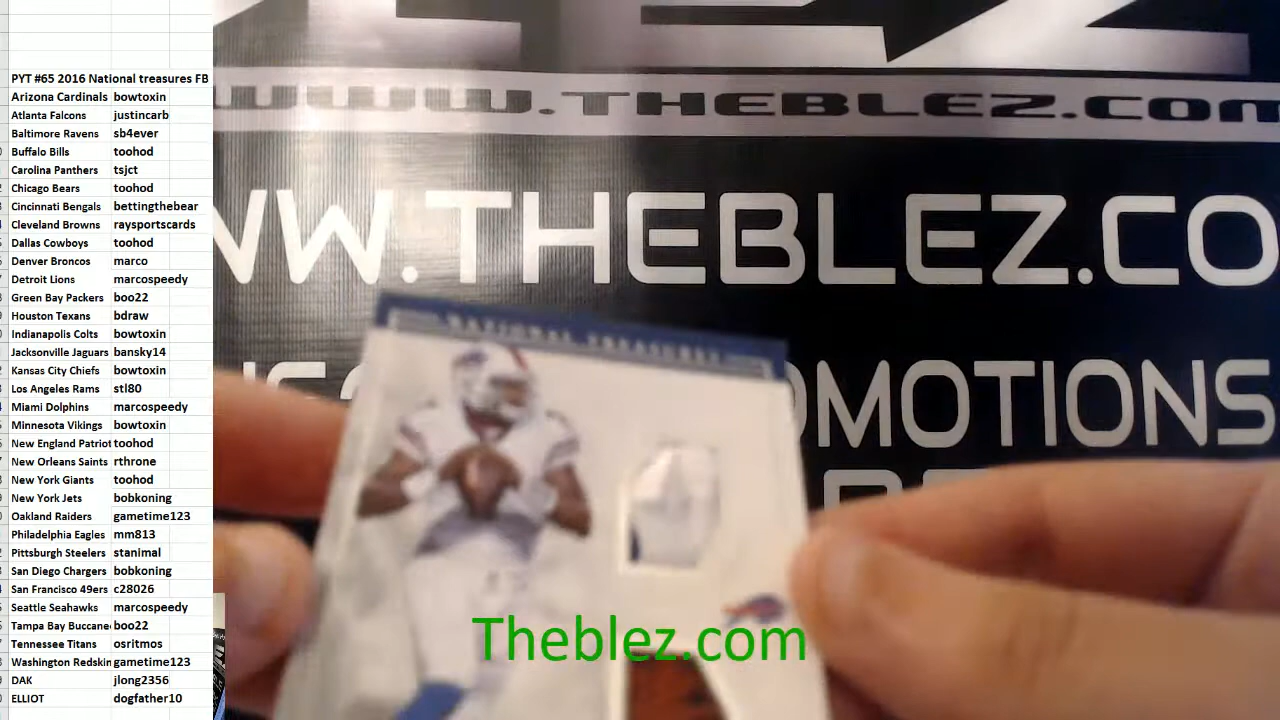 PYT #65 2016 National treasures FB
Arizona Cardinals bowtoxin
Atlanta Falcons justincarb
Baltimore Ravens sb4ever
Buffalo Bills toohod
Carolina Panthers tsjct
Chicago Bears toohod
Cincinnati Bengals bettingthebear
Cleveland Browns raysportscards
Dallas Cowboys toohod
Denver Broncos marco
Detroit Lions marcospeedy
Green Bay Packers boo22
Houston Texans bdraw
Indianapolis Colts bowtoxin
Jacksonville Jaguars bansky14
Kansas City Chiefs bowtoxin
Los Angeles Rams stl80
Miami Dolphins marcospeedy
Minnesota Vikings bowtoxin
New England Patriot toohod
New Orleans Saints rthrone
New York Giants toohod
New York Jets bobkoning
Oakland Raiders gametime123
Philadelphia Eagles mm813
Pittsburgh Steelers stanimal
San Diego Chargers bobkoning
San Francisco 49ers c28026
Seattle Seahawks marcospeedy
Tampa Bay Buccane boo22
Tennessee Titans osritmos
Washington Redskin gametime123
DAK jlong2356
ELLIOT dogfather10
WWW.THEBLEZ.com
WW.THEBLEZ.CO
OMOTIONS
NATIONAL TREASURES
Theblez.com